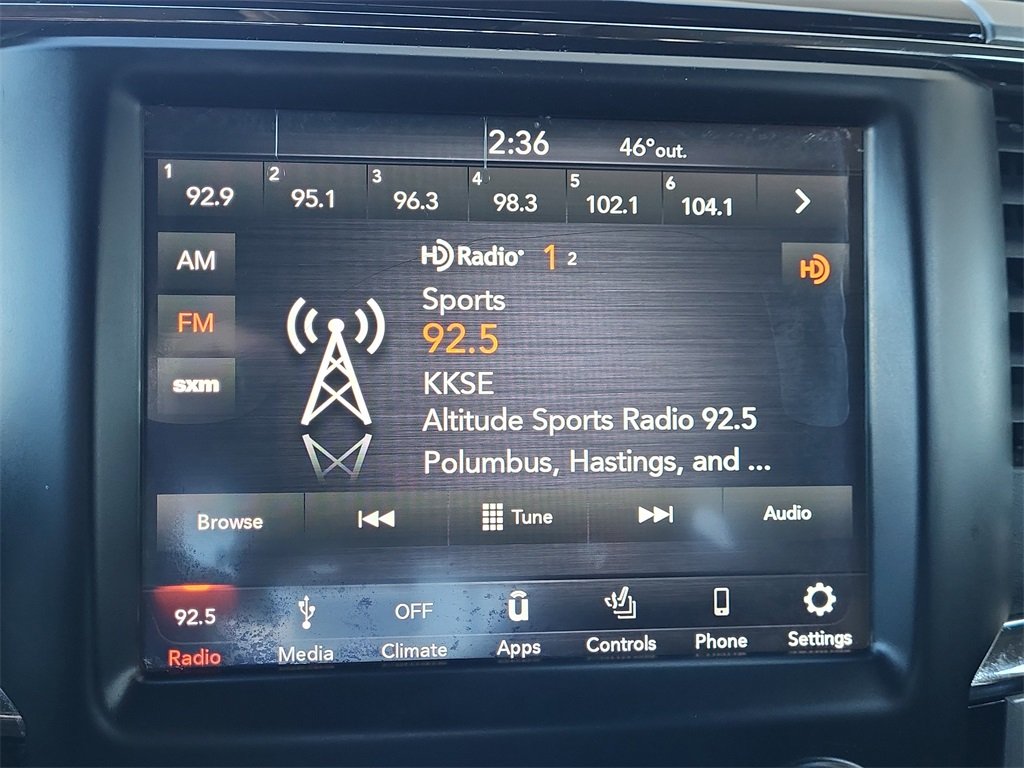 2:36 46° out.
1 92.9 2 95.1 3 96.3 4 98.3 5 102.1 6 104.1
AM
FM
sxm
HD Radio 1 2
HD
Sports
92.5
KKSE
Altitude Sports Radio 92.5
Polumbus, Hastings, and ...
Browse Tune Audio
92.5 OFF
Radio Media Climate Apps Controls Phone Settings